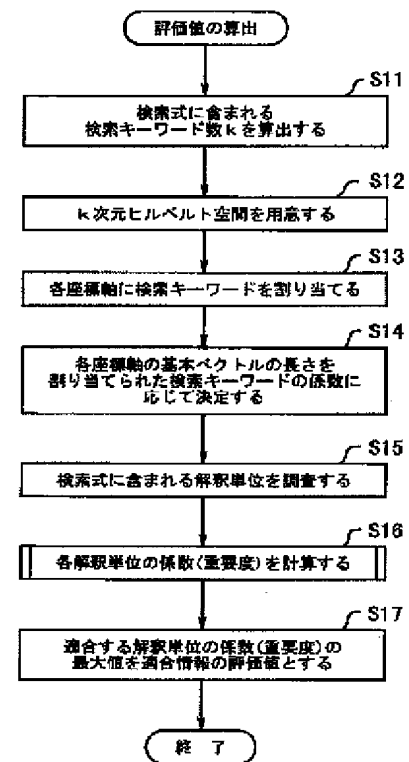 評価値の算出
S11
検索式に含まれる
検索キーワード数kを算出する
S12
k次元ヒルベルト空間を用意する
S13
各座標軸に検索キーワードを割り当てる
S14
各座標軸の基本ベクトルの長さを
割り当てられた検索キーワードの係数に
応じて決定する
S15
検索式に含まれる解釈単位を調査する
S16
各解釈単位の係数(重要度)を計算する
S17
適合する解釈単位の係数(重要度)の
最大値を適合情報の評価値とする
終 了